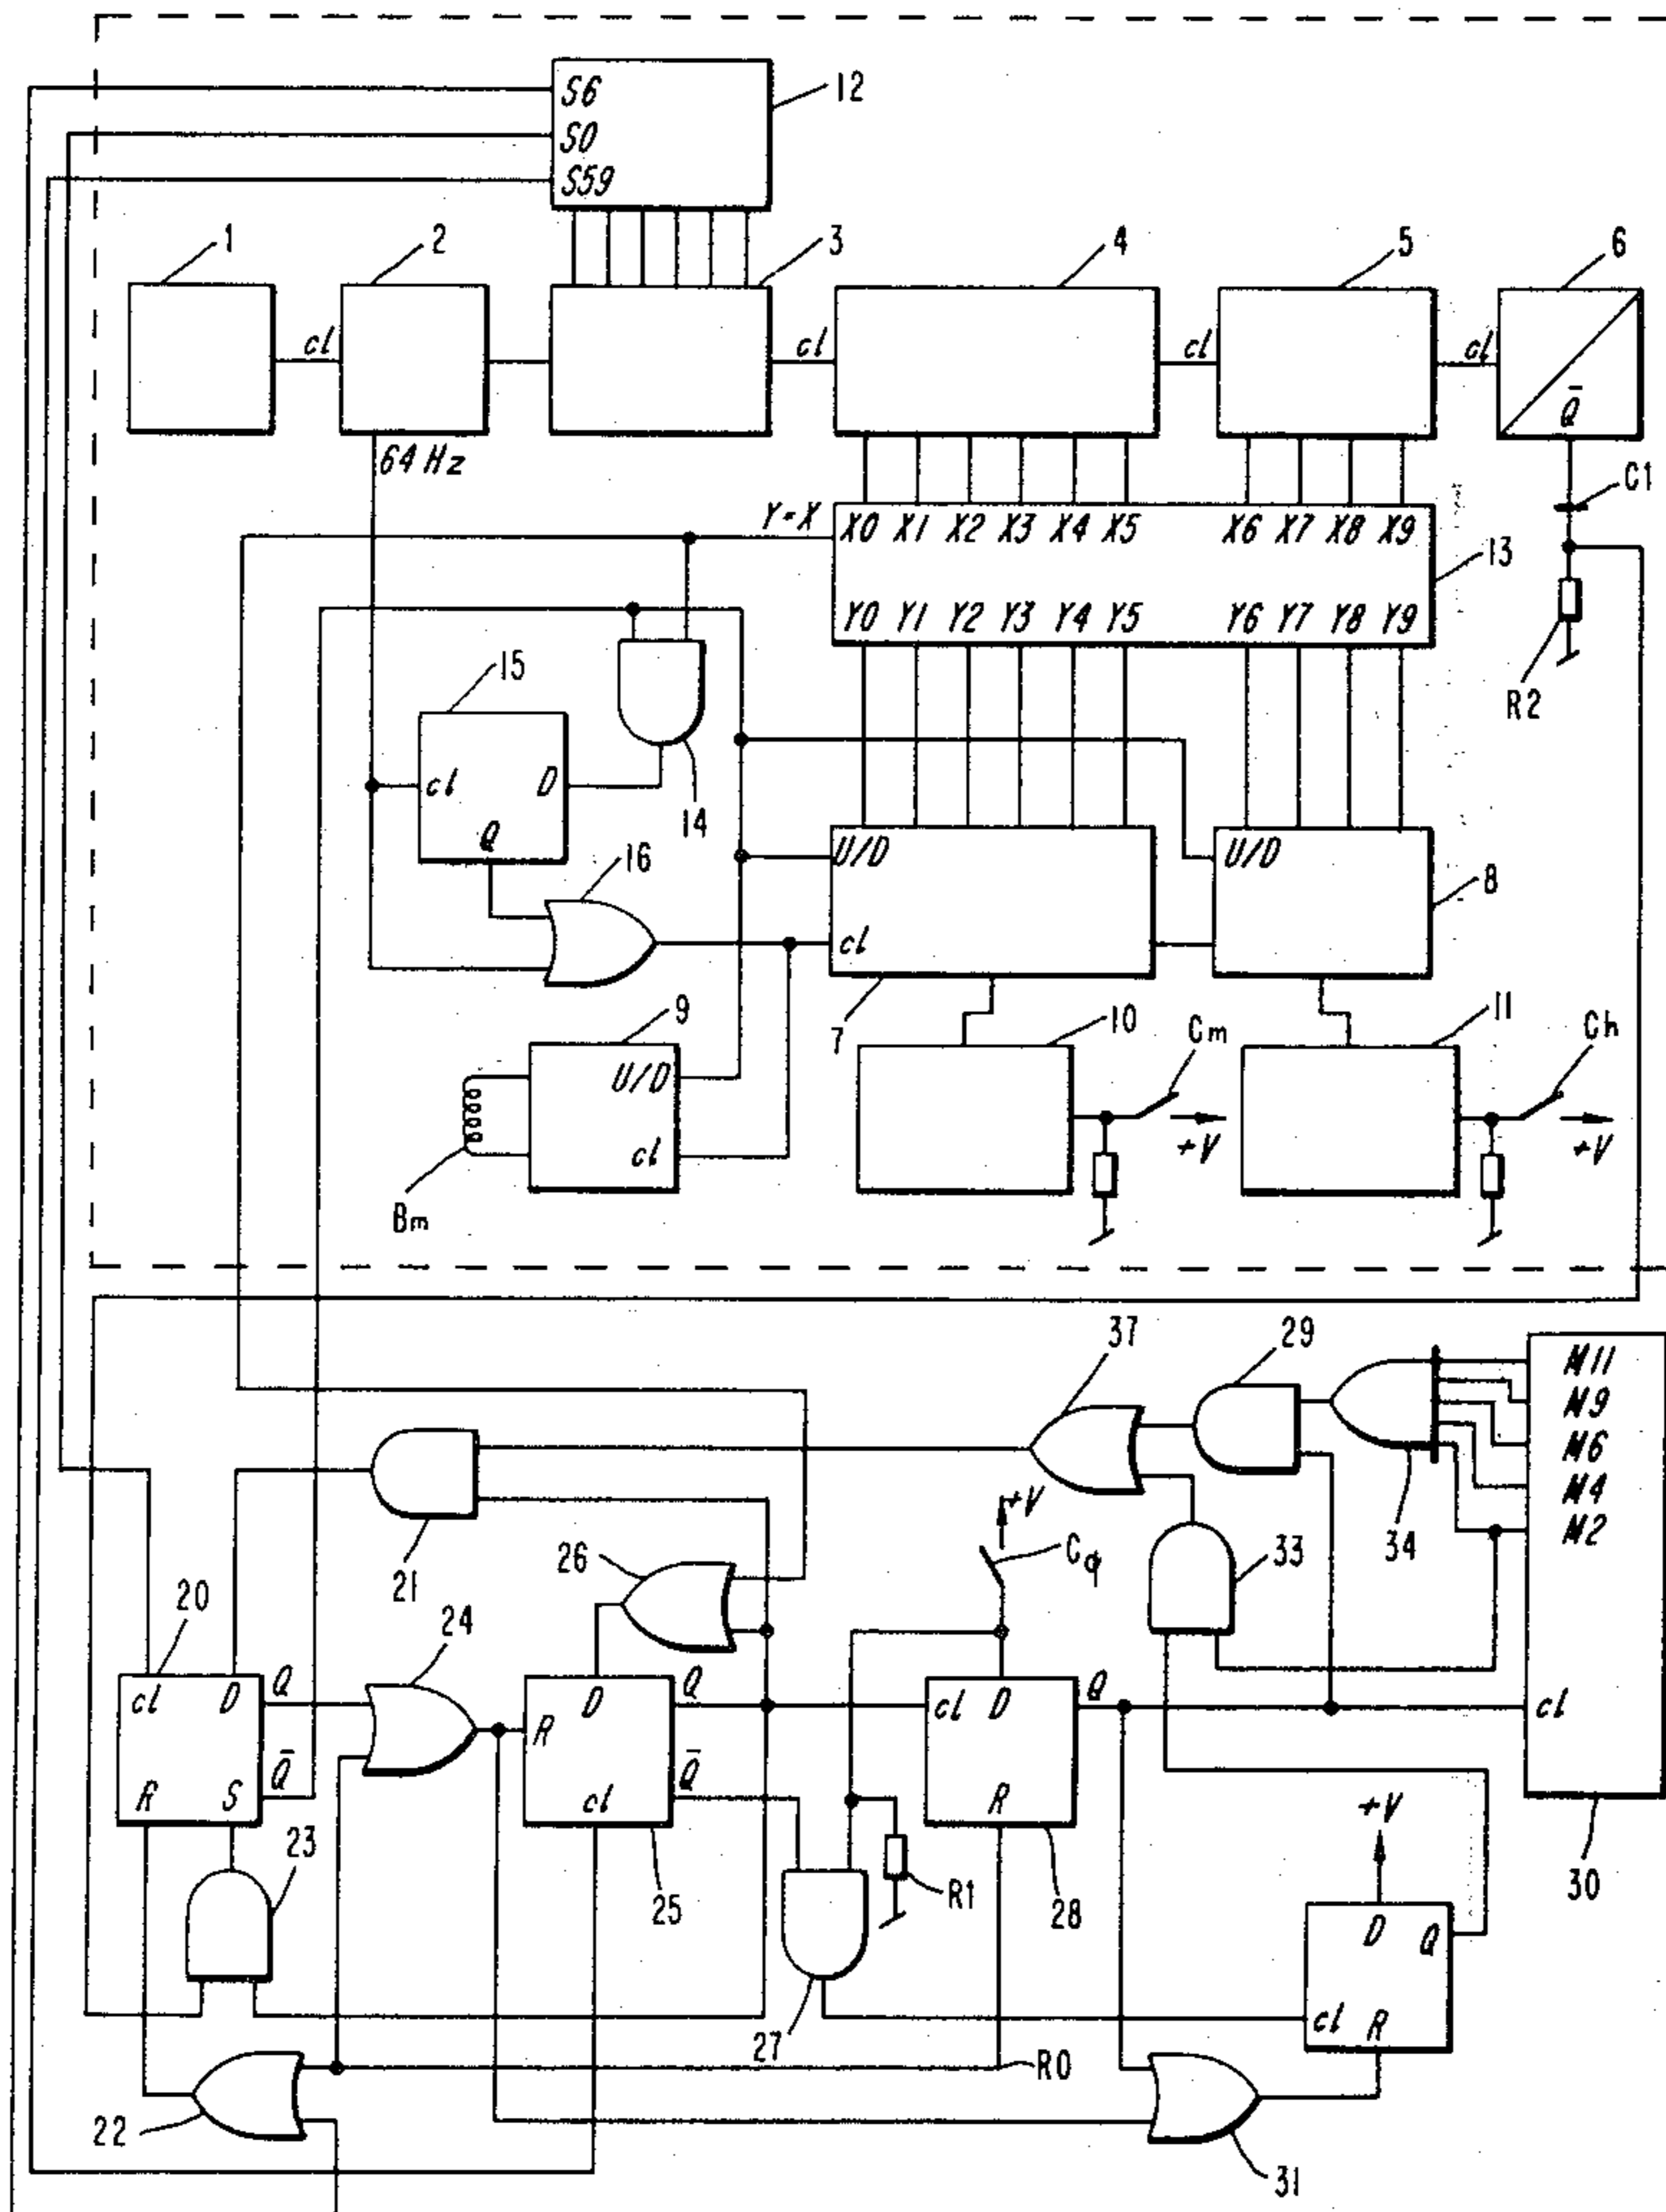 12
S6
S0
S59
1
2
3
4
5
6
cl
cl
cl
cl
Q̄
64 Hz
C1
Y=X
X0 X1 X2 X3 X4 X5 X6 X7 X8 X9
13
Y0 Y1 Y2 Y3 Y4 Y5 Y6 Y7 Y8 Y9
R2
15
cl
D
Q
14
16
U/D
U/D
8
cl
7
9
10
Cm
11
Ch
U/D
+V
+V
cl
Bm
37
29
M11
M9
M6
M4
M2
34
+V
Cφ
33
26
21
20
24
cl
D
Q
Q̄
R
S
D
Q
R
Q̄
cl
cl
D
Q
R
cl
23
+V
30
R1
25
28
D
Q
27
cl
R
R0
22
31